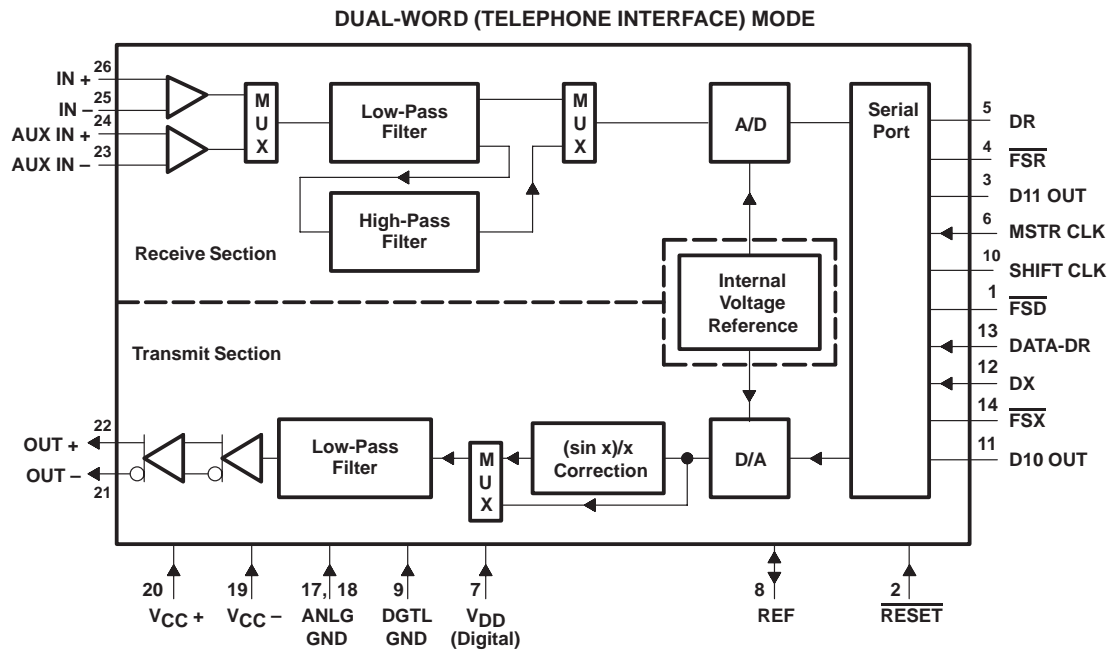 DUAL-WORD (TELEPHONE INTERFACE) MODE
26
IN +
25
IN –
24
AUX IN +
23
AUX IN –
M
U
X
Low-Pass
Filter
High-Pass
Filter
M
U
X
A/D
Serial
Port
Receive Section
Internal
Voltage
Reference
Transmit Section
5
DR
4
FSR
3
D11 OUT
6
MSTR CLK
10
SHIFT CLK
1
FSD
13
DATA-DR
12
DX
14
FSX
11
D10 OUT
22
OUT +
OUT –
21
Low-Pass
Filter
M
U
X
(sin x)/x
Correction
D/A
20
VCC +
19
VCC –
17, 18
ANLG
GND
9
DGTL
GND
7
VDD
(Digital)
8
REF
2
RESET